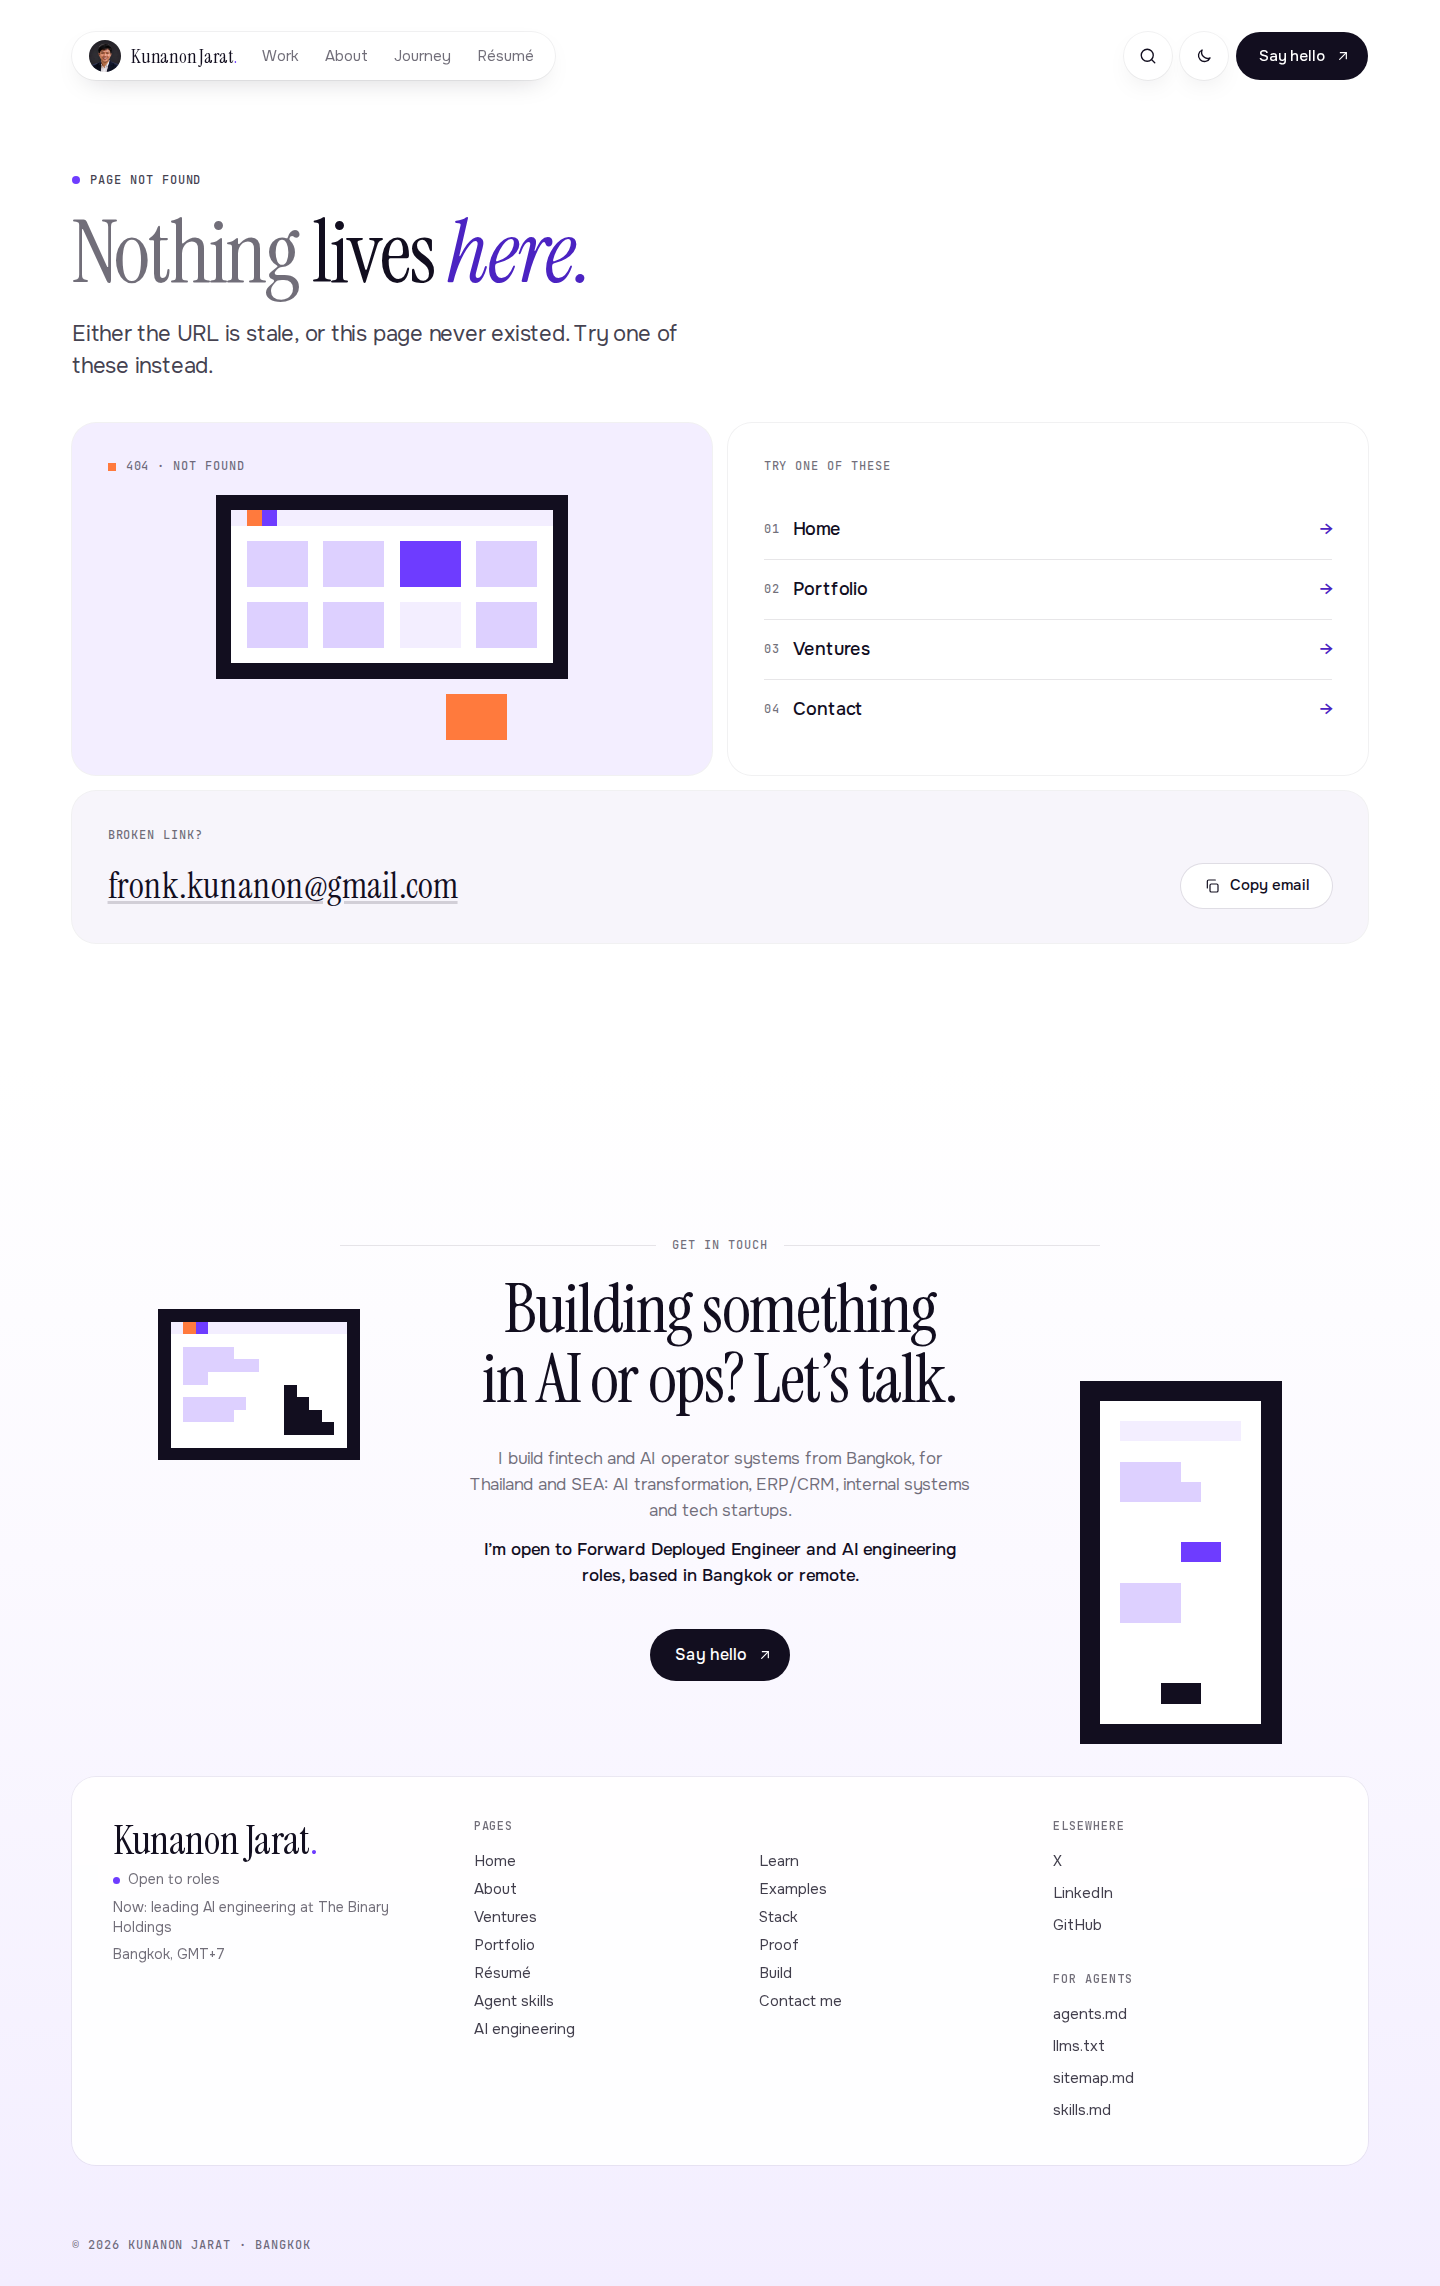 Kunanon Jarat.
Work
About
Journey
Résumé
Say hello
PAGE NOT FOUND
Nothing lives here.
Either the URL is stale, or this page never existed. Try one of
these instead.
404 · NOT FOUND
TRY ONE OF THESE
01 Home
02 Portfolio
03 Ventures
04 Contact
BROKEN LINK?
fronk.kunanon@gmail.com
Copy email
GET IN TOUCH
Building something
in AI or ops? Let’s talk.
I build fintech and AI operator systems from Bangkok, for
Thailand and SEA: AI transformation, ERP/CRM, internal systems
and tech startups.
I’m open to Forward Deployed Engineer and AI engineering
roles, based in Bangkok or remote.
Say hello
Kunanon Jarat.
Open to roles
Now: leading AI engineering at The Binary
Holdings
Bangkok, GMT+7
PAGES
Home
About
Ventures
Portfolio
Résumé
Agent skills
AI engineering
Learn
Examples
Stack
Proof
Build
Contact me
ELSEWHERE
X
LinkedIn
GitHub
FOR AGENTS
agents.md
llms.txt
sitemap.md
skills.md
© 2026 KUNANON JARAT · BANGKOK